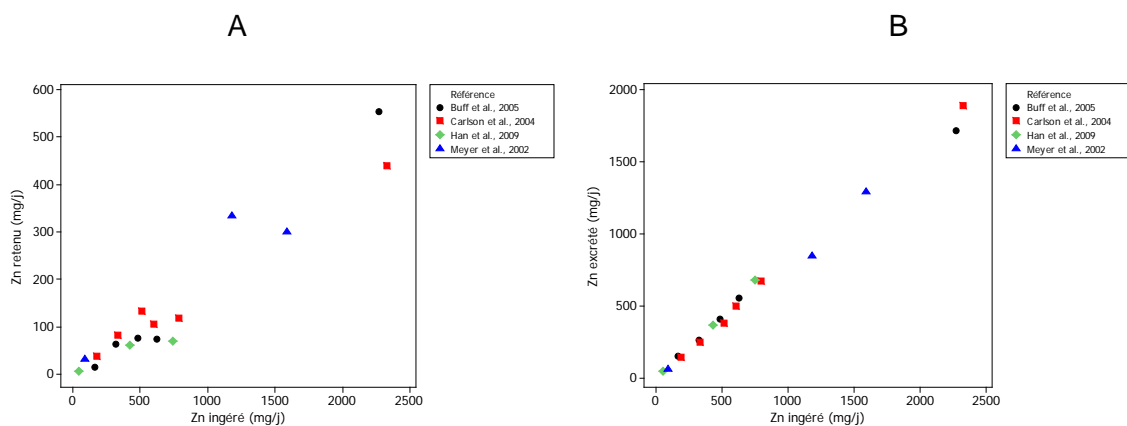 A
B
600
500
400
300
200
100
0
Zn retenu (mg/j)
0
500
1000
1500
2000
2500
Zn ingéré (mg/j)
Référence
Buff et al., 2005
Carlson et al., 2004
Han et al., 2009
Meyer et al., 2002
2000
1500
1000
500
0
Zn excrété (mg/j)
0
500
1000
1500
2000
2500
Zn ingéré (mg/j)
Référence
Buff et al., 2005
Carlson et al., 2004
Han et al., 2009
Meyer et al., 2002